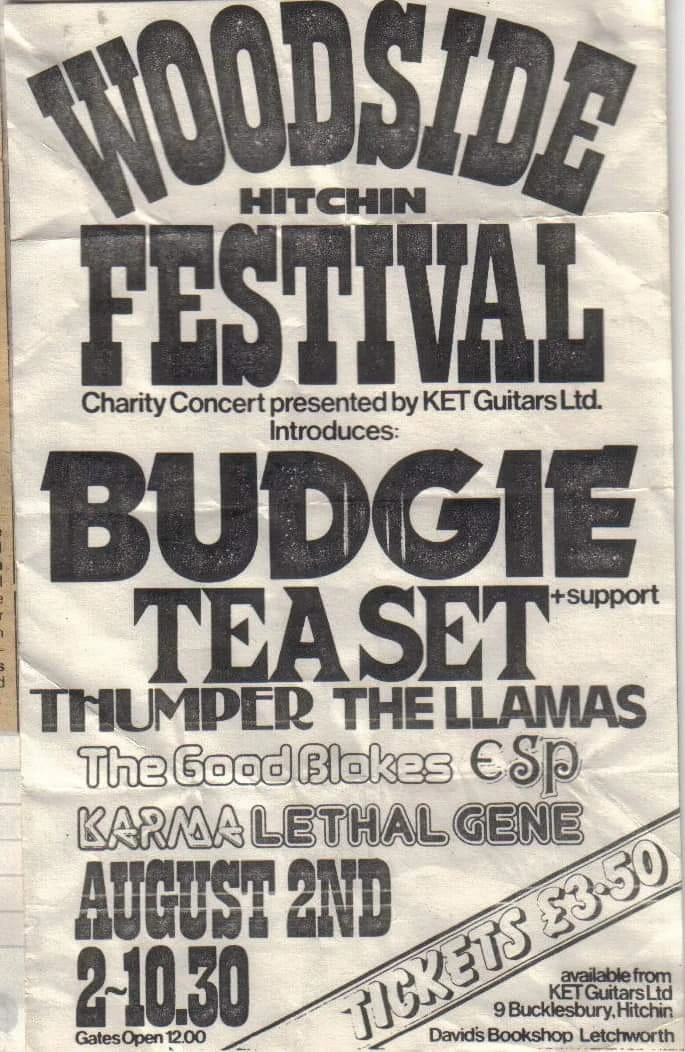 WOODSIDE
HITCHIN
FESTIVAL
Charity Concert presented by KET Guitars Ltd.
Introduces:
BUDGIE
TEA SET +support
THUMPER THE LLAMAS
The Good Blokes ESP
KARMA LETHAL GENE
AUGUST 2ND
2~10.30
Gates Open 12.00
TICKETS £3·50
available from
KET Guitars Ltd
9 Bucklesbury, Hitchin
David's Bookshop Letchworth